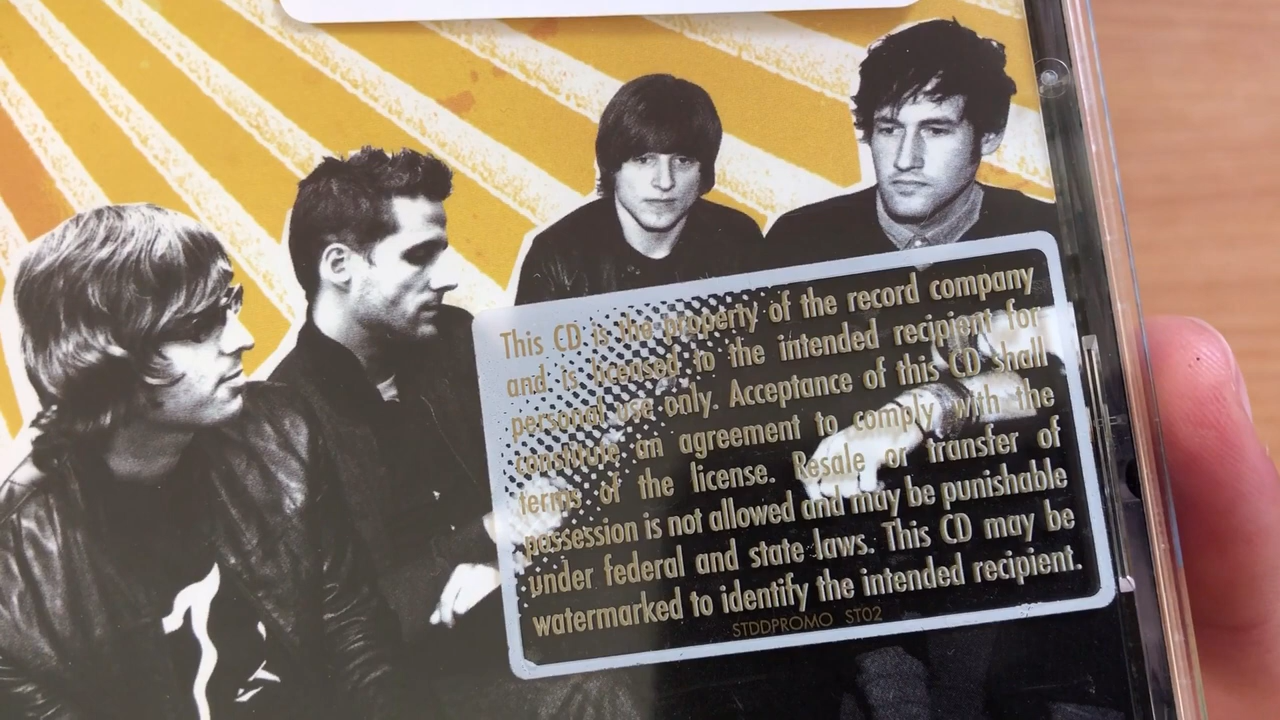 This CD is the property of the record company
and is licensed to the intended recipient for
personal use only. Acceptance of this CD shall
constitute an agreement to comply with the
terms of the license. Resale or transfer of
possession is not allowed and may be punishable
under federal and state laws. This CD may be
watermarked to identify the intended recipient.
STDDPROMO ST02